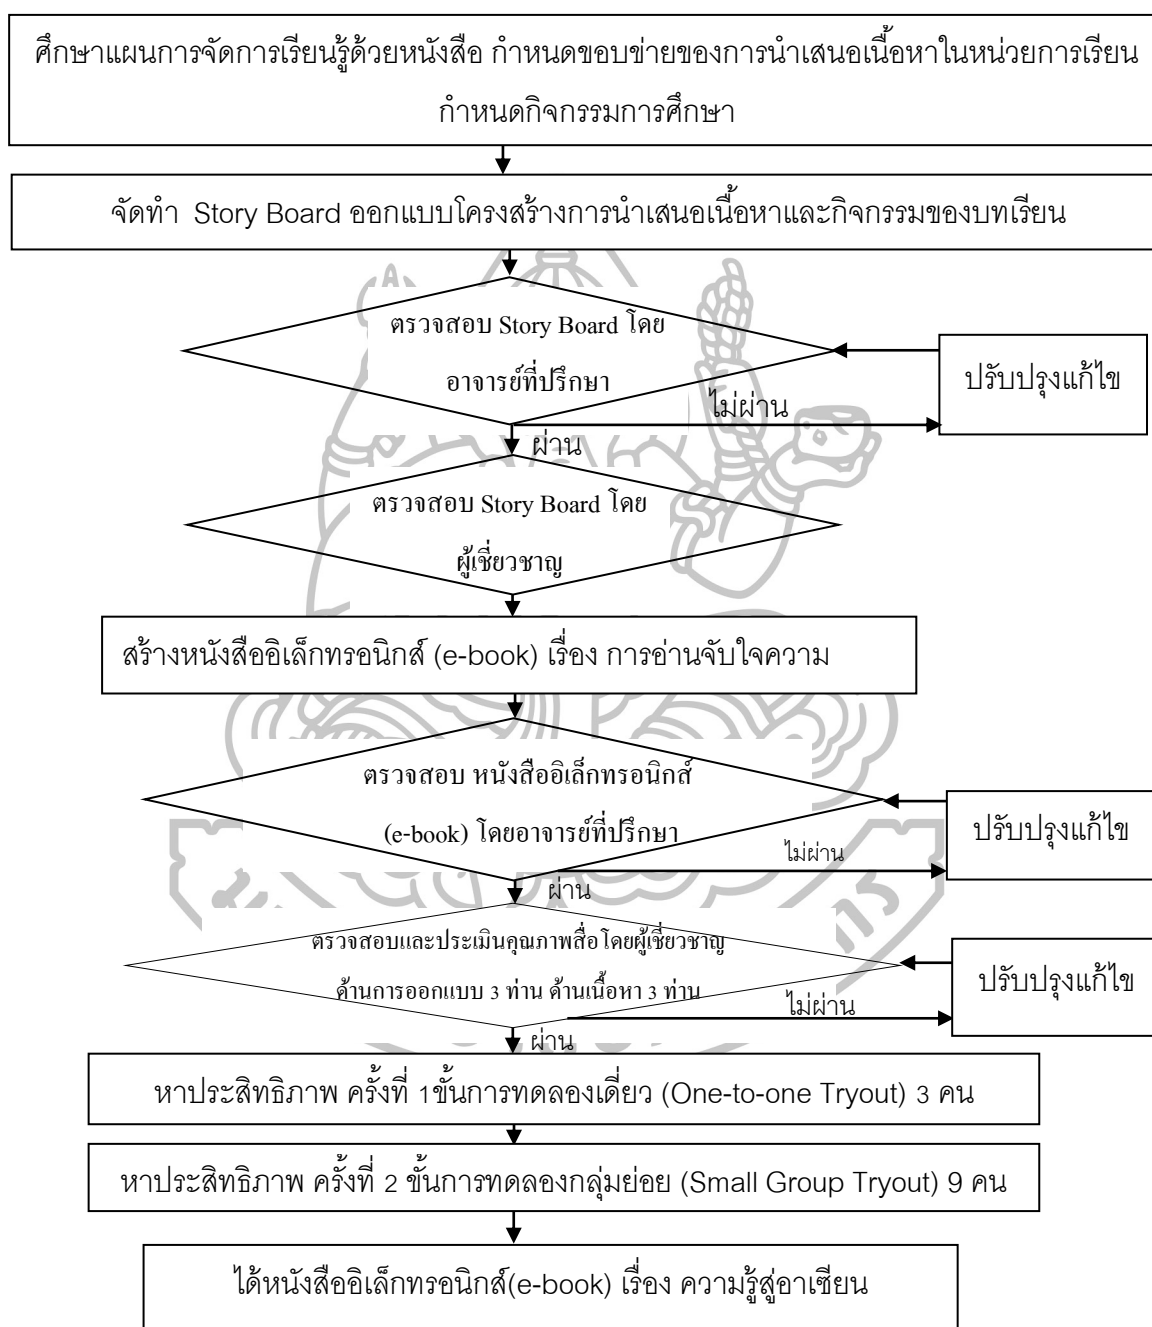 ศึกษาแผนการจัดการเรียนรู้ด้วยหนังสือ กำหนดขอบข่ายของการนำเสนอเนื้อหาในหน่วยการเรียน
กำหนดกิจกรรมการศึกษา
จัดทำ Story Board ออกแบบโครงสร้างการนำเสนอเนื้อหาและกิจกรรมของบทเรียน
ตรวจสอบ Story Board โดย
อาจารย์ที่ปรึกษา
ปรับปรุงแก้ไข
ไม่ผ่าน
ผ่าน
ตรวจสอบ Story Board โดย
ผู้เชี่ยวชาญ
สร้างหนังสืออิเล็กทรอนิกส์ (e-book) เรื่อง การอ่านจับใจความ
ตรวจสอบ หนังสืออิเล็กทรอนิกส์
(e-book) โดยอาจารย์ที่ปรึกษา
ปรับปรุงแก้ไข
ไม่ผ่าน
ผ่าน
ตรวจสอบและประเมินคุณภาพสื่อโดยผู้เชี่ยวชาญ
ด้านการออกแบบ 3 ท่าน ด้านเนื้อหา 3 ท่าน
ปรับปรุงแก้ไข
ไม่ผ่าน
ผ่าน
หาประสิทธิภาพ ครั้งที่ 1ขั้นการทดลองเดี่ยว (One-to-one Tryout) 3 คน
หาประสิทธิภาพ ครั้งที่ 2 ขั้นการทดลองกลุ่มย่อย (Small Group Tryout) 9 คน
ได้หนังสืออิเล็กทรอนิกส์(e-book) เรื่อง ความรู้สู่อาเซียน